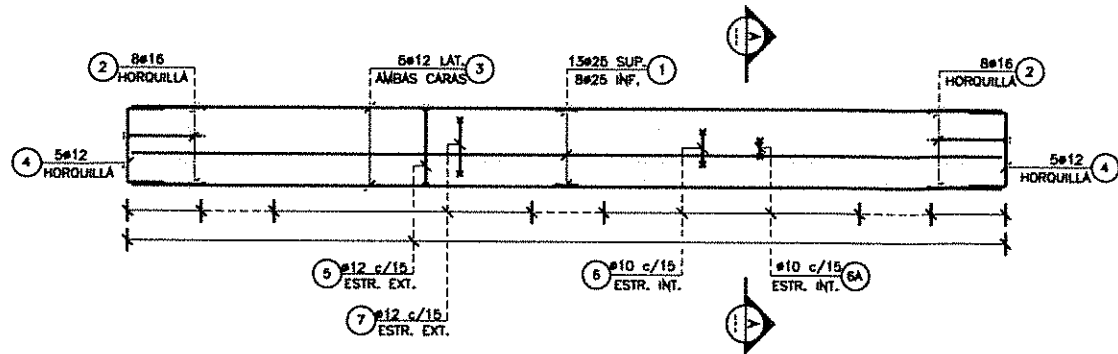 2
8ø16
HORQUILLA
6ø12 LAT.
AMBAS CARAS
3
13ø25 SUP.
8ø25 INF.
1
A
8ø16
HORQUILLA
2
4
5ø12
HORQUILLA
5ø12
HORQUILLA
4
5
ø12 c/15
ESTR. EXT.
6
ø10 c/15
ESTR. INT.
ø10 c/15
ESTR. INT.
6A
7
ø12 c/15
ESTR. EXT.
A